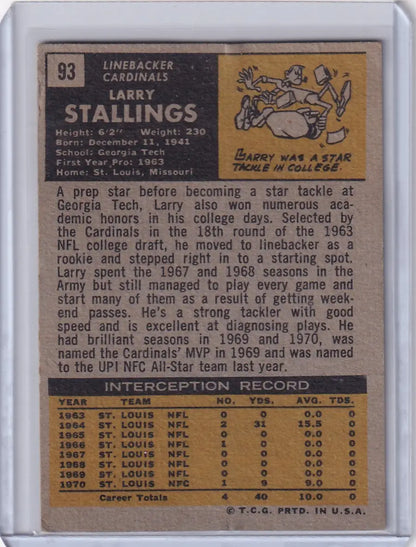 93
LINEBACKER
CARDINALS
LARRY
STALLINGS
Height: 6'2" Weight: 230
Born: December 11, 1941
School: Georgia Tech
First Year Pro: 1963
Home: St. Louis, Missouri
LARRY WAS A STAR
TACKLE IN COLLEGE.
A prep star before becoming a star tackle at
Georgia Tech, Larry also won numerous aca-
demic honors in his college days. Selected by
the Cardinals in the 18th round of the 1963
NFL college draft, he moved to linebacker as a
rookie and stepped right in to a starting spot.
Larry spent the 1967 and 1968 seasons in the
Army but still managed to play every game and
start many of them as a result of getting week-
end passes. He's a strong tackler with good
speed and is excellent at diagnosing plays. He
had brilliant seasons in 1969 and 1970, was
named the Cardinals' MVP in 1969 and was named
to the UPI NFC All-Star team last year.
INTERCEPTION RECORD
YEAR TEAM NO. YDS. AVG. TDS.
1963 ST. LOUIS NFL 0 0 0.0 0
1964 ST. LOUIS NFL 2 31 15.5 0
1965 ST. LOUIS NFL 0 0 0.0 0
1966 ST. LOUIS NFL 1 0 0.0 0
1967 ST. LOUIS NFL 0 0 0.0 0
1968 ST. LOUIS NFL 0 0 0.0 0
1969 ST. LOUIS NFL 0 0 0.0 0
1970 ST. LOUIS NFC 1 9 9.0 0
Career Totals 4 40 10.0 0
© T.C.G. PRTD. IN U.S.A.